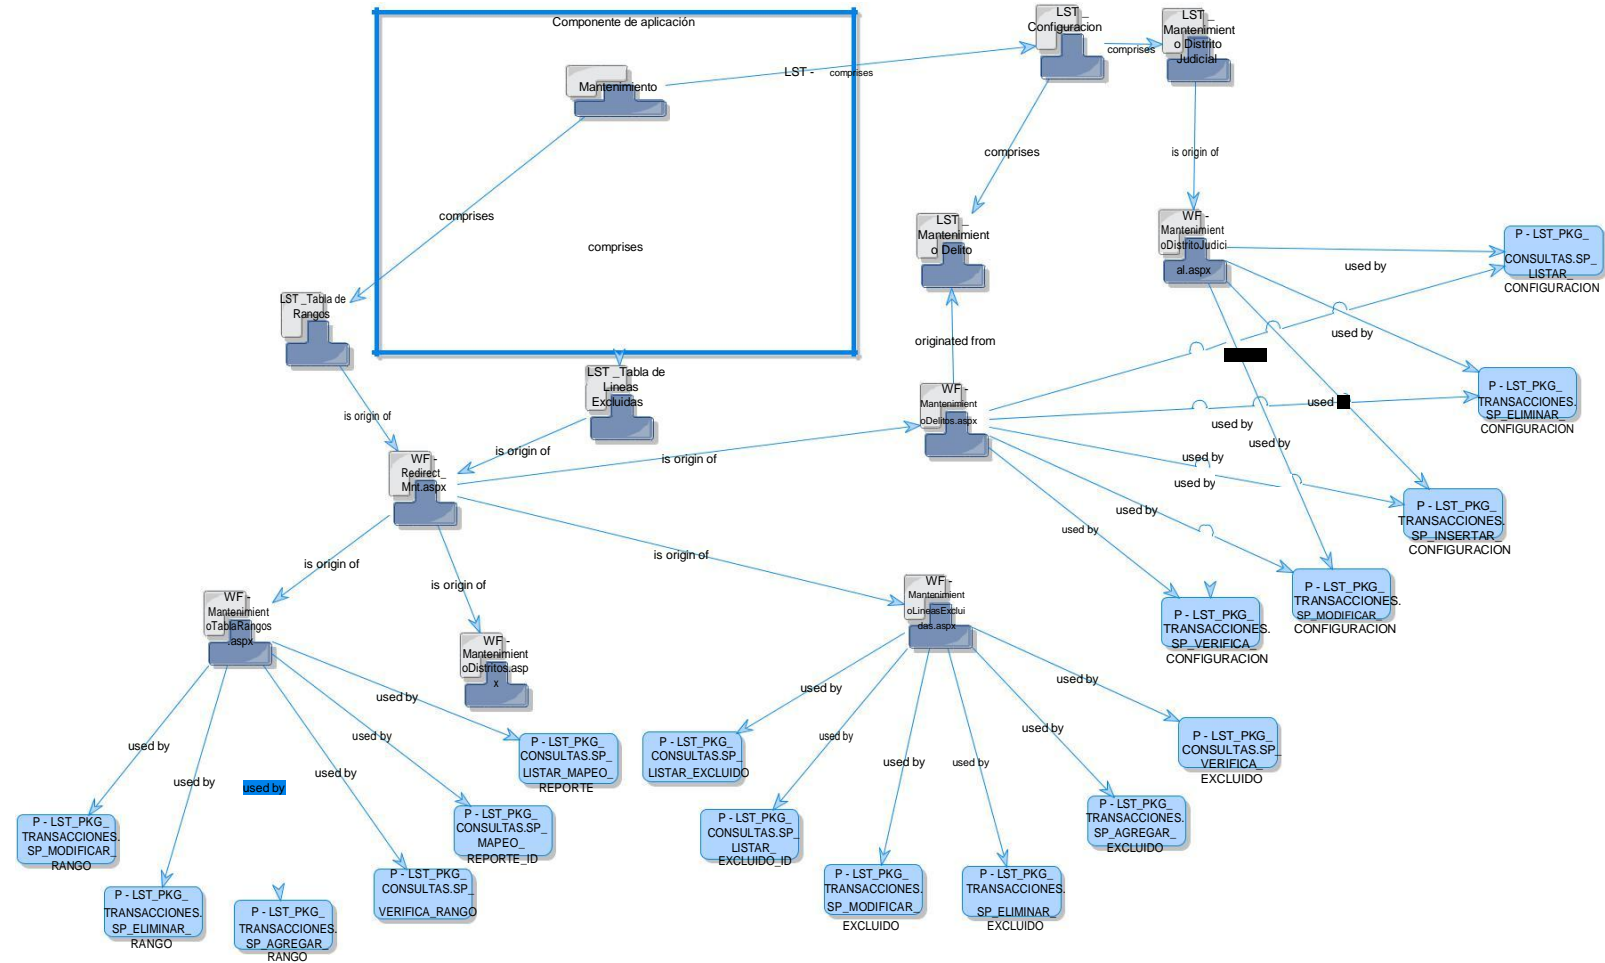 Componente de aplicación
LST -
Mantenimiento
comprises
LST _
Configuracion
comprises
LST _
Mantenimient
o Distrito
Judicial
comprises
comprises
comprises
is origin of
LST _
Mantenimient
o Delito
WF -
Mantenimient
oDistritoJudici
al.aspx
P - LST_PKG_
CONSULTAS.SP_
LISTAR_
CONFIGURACION
used by
LST _Tabla de
Rangos
originated from
used by
LST _Tabla de
Lineas
Excluidas
WF -
Mantenimient
oDelitos.aspx
used
P - LST_PKG_
TRANSACCIONES.
SP_ELIMINAR_
CONFIGURACION
is origin of
used by
used by
is origin of
is origin of
used by
used by
WF -
Redirect_
Mnt.aspx
P - LST_PKG_
TRANSACCIONES.
SP_INSERTAR_
CONFIGURACION
used by
used by
is origin of
is origin of
is origin of
WF -
Mantenimient
oTablaRangos
.aspx
WF -
Mantenimient
oDistritos.asp
x
WF -
Mantenimient
oLineasExclui
das.aspx
P - LST_PKG_
TRANSACCIONES.
SP_VERIFICA_
CONFIGURACION
P - LST_PKG_
TRANSACCIONES.
SP_MODIFICAR_
CONFIGURACION
used by
used by
used by
used by
used by
used by
used by
used by
used by
used by
used by
used by
P - LST_PKG_
CONSULTAS.SP_
LISTAR_MAPEO_
REPORTE
P - LST_PKG_
CONSULTAS.SP_
LISTAR_EXCLUIDO
P - LST_PKG_
CONSULTAS.SP_
VERIFICA_
EXCLUIDO
P - LST_PKG_
TRANSACCIONES.
SP_MODIFICAR_
RANGO
P - LST_PKG_
CONSULTAS.SP_
MAPEO_
REPORTE_ID
P - LST_PKG_
CONSULTAS.SP_
LISTAR_
EXCLUIDO_ID
P - LST_PKG_
TRANSACCIONES.
SP_AGREGAR_
EXCLUIDO
P - LST_PKG_
TRANSACCIONES.
SP_ELIMINAR_
RANGO
P - LST_PKG_
TRANSACCIONES.
SP_AGREGAR_
RANGO
P - LST_PKG_
CONSULTAS.SP_
VERIFICA_RANGO
P - LST_PKG_
TRANSACCIONES.
SP_MODIFICAR_
EXCLUIDO
P - LST_PKG_
TRANSACCIONES.
SP_ELIMINAR_
EXCLUIDO